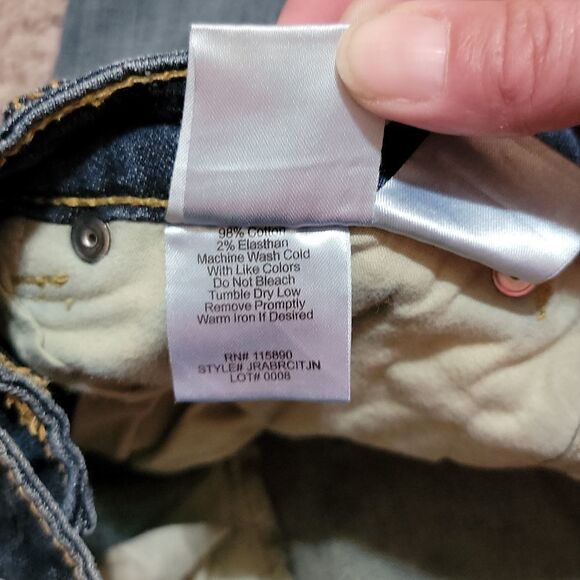 98% Cotton
2% Elasthan
Machine Wash Cold
With Like Colors
Do Not Bleach
Tumble Dry Low
Remove Promptly
Warm Iron If Desired
RN# 115890
STYLE# JRABRCITJN
LOT# 0008